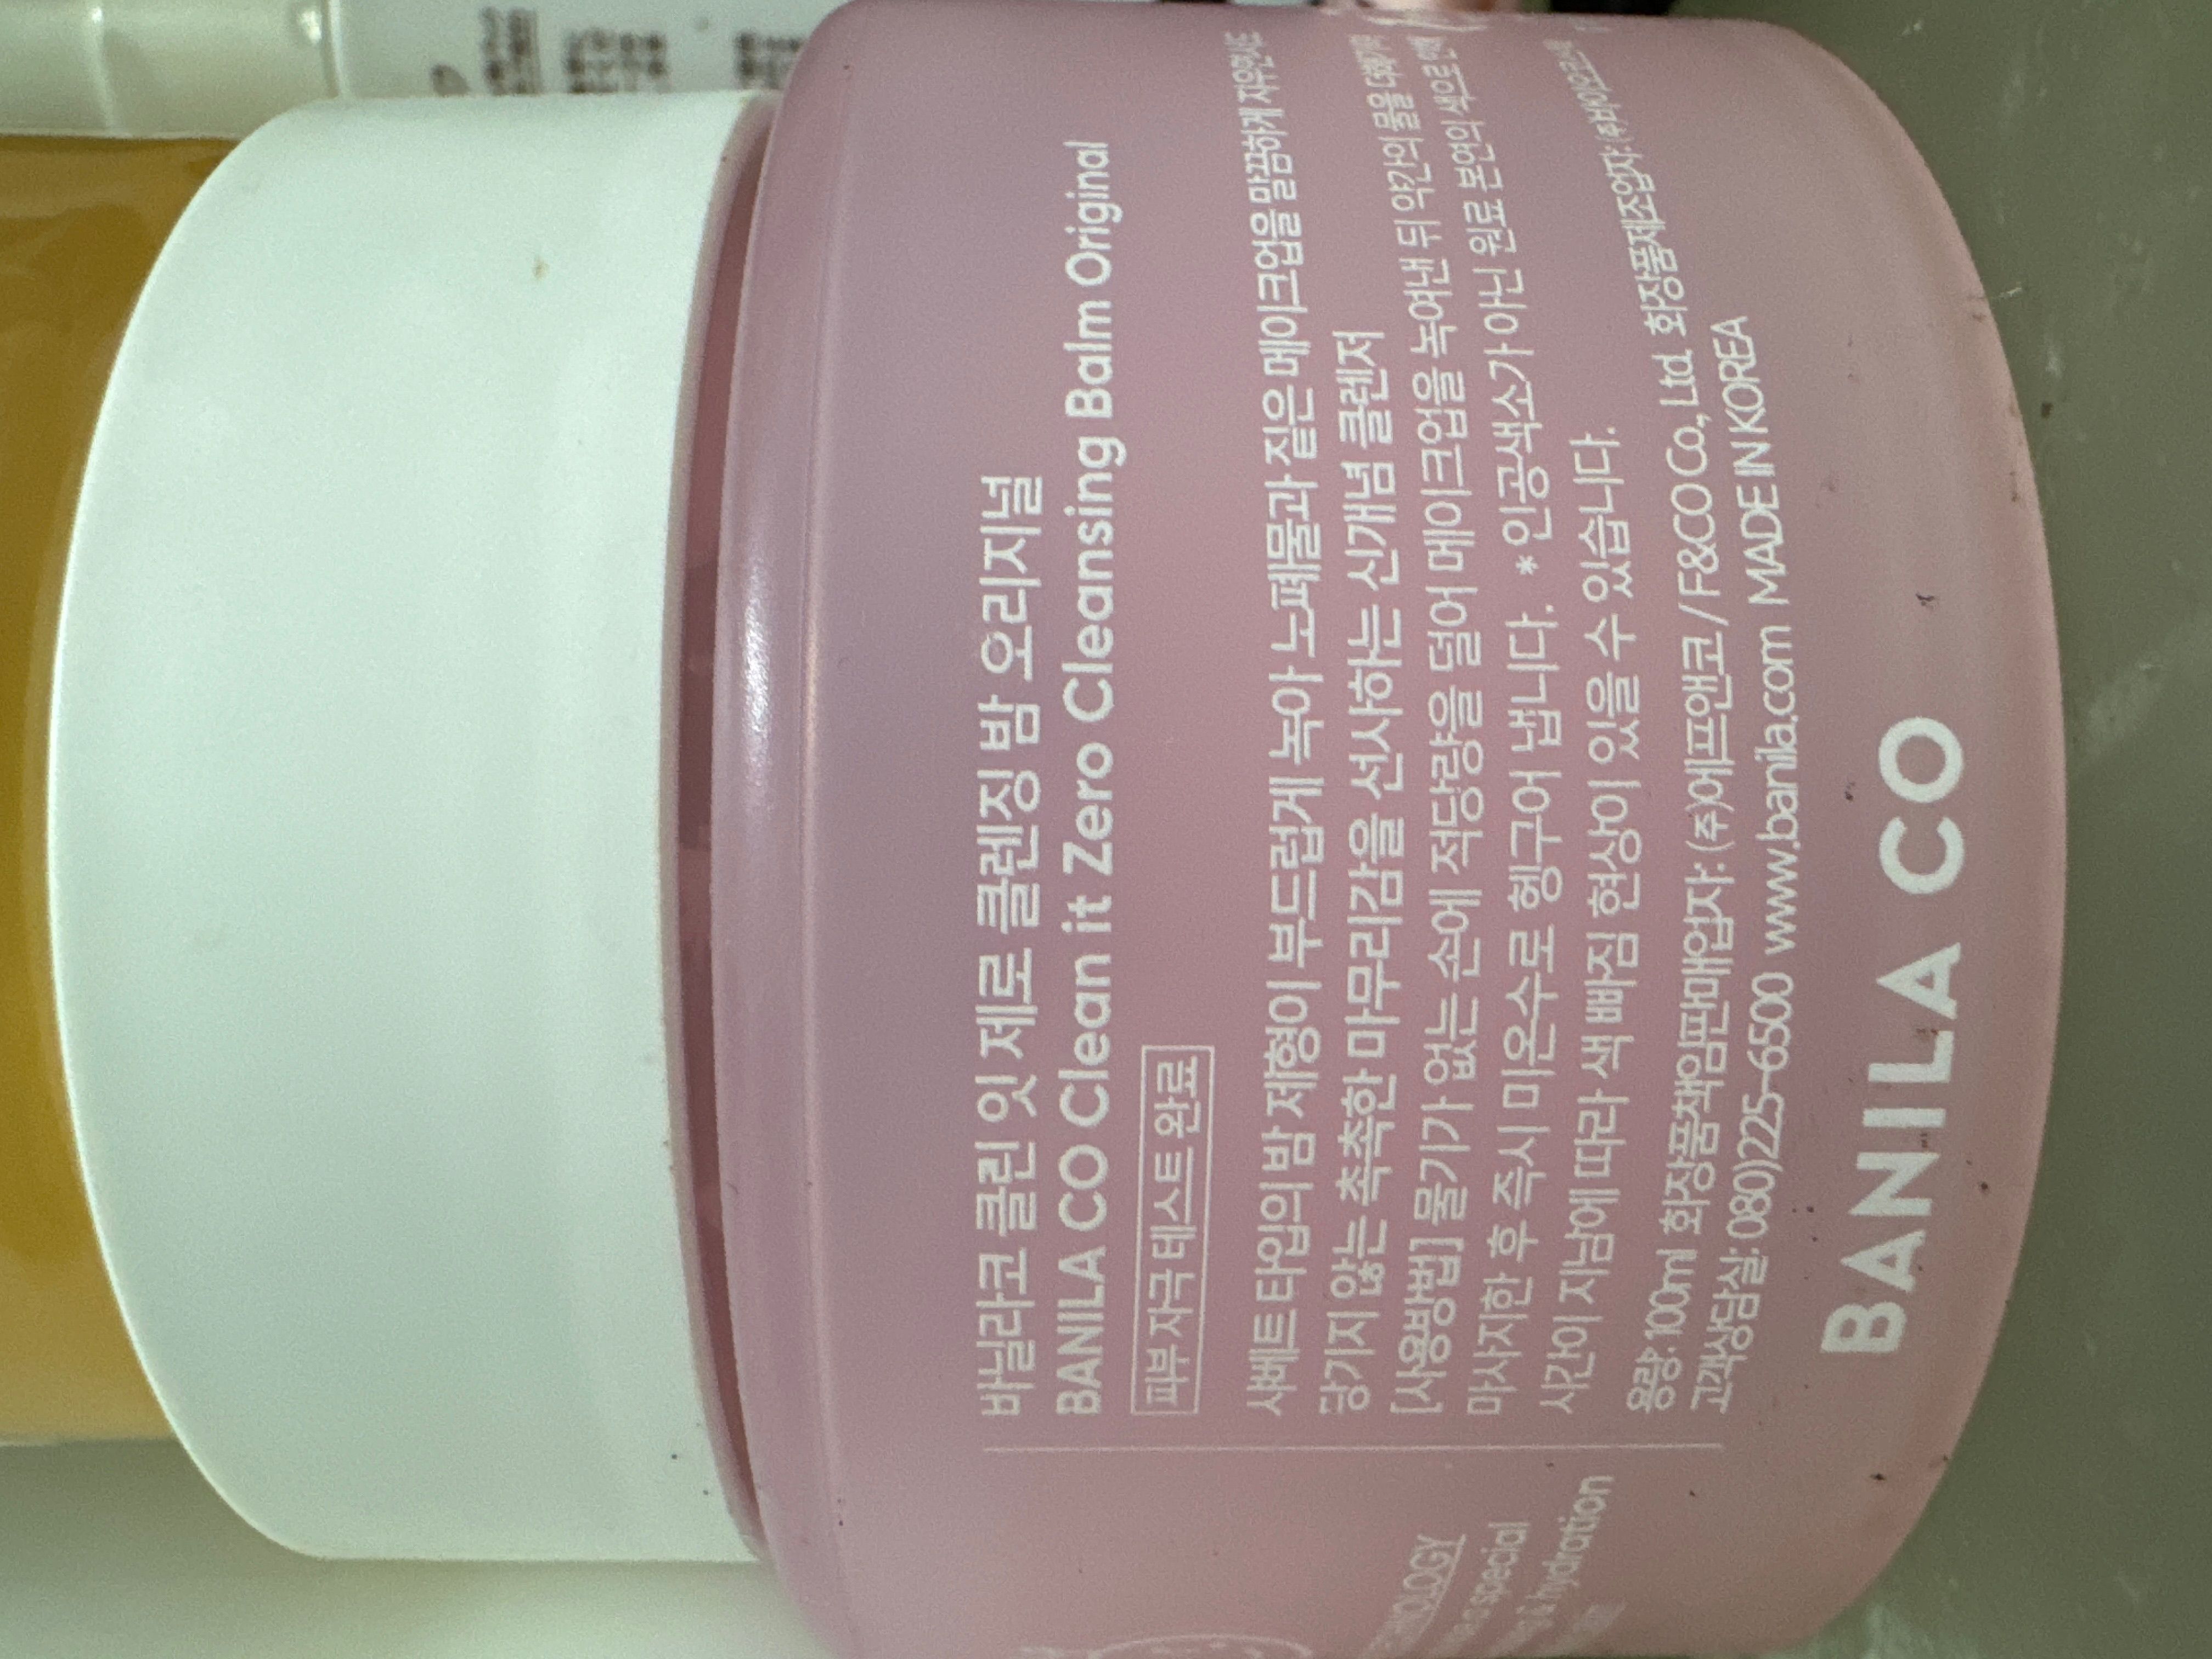 바닐라코 클린 잇 제로 클렌징 밤 오리지널
BANILA CO Clean it Zero Cleansing Balm Original
피부 자극 테스트 완료
샤베트 타입의 밤 제형이 부드럽게 녹아 노폐물과 짙은 메이크업을 말끔하게 지우면서도
당기지 않는 촉촉한 마무리감을 선사하는 신개념 클렌저
[사용방법] 물기가 없는 손에 적당량을 덜어 메이크업을 녹여낸 뒤 약간의 물을 더해
마사지한 후 즉시 미온수로 헹구어 냅니다. *인공색소가 아닌 원료 본연의 색으로
시간이 지남에 따라 색 빠짐 현상이 있을 수 있습니다.
용량: 100ml 화장품책임판매업자: (주)에프앤코 / F&CO Co., Ltd. 화장품제조업자: (주)
고객상담실: 080)225-6500 www.banila.com MADE IN KOREA
BANILA CO
special
& hydration